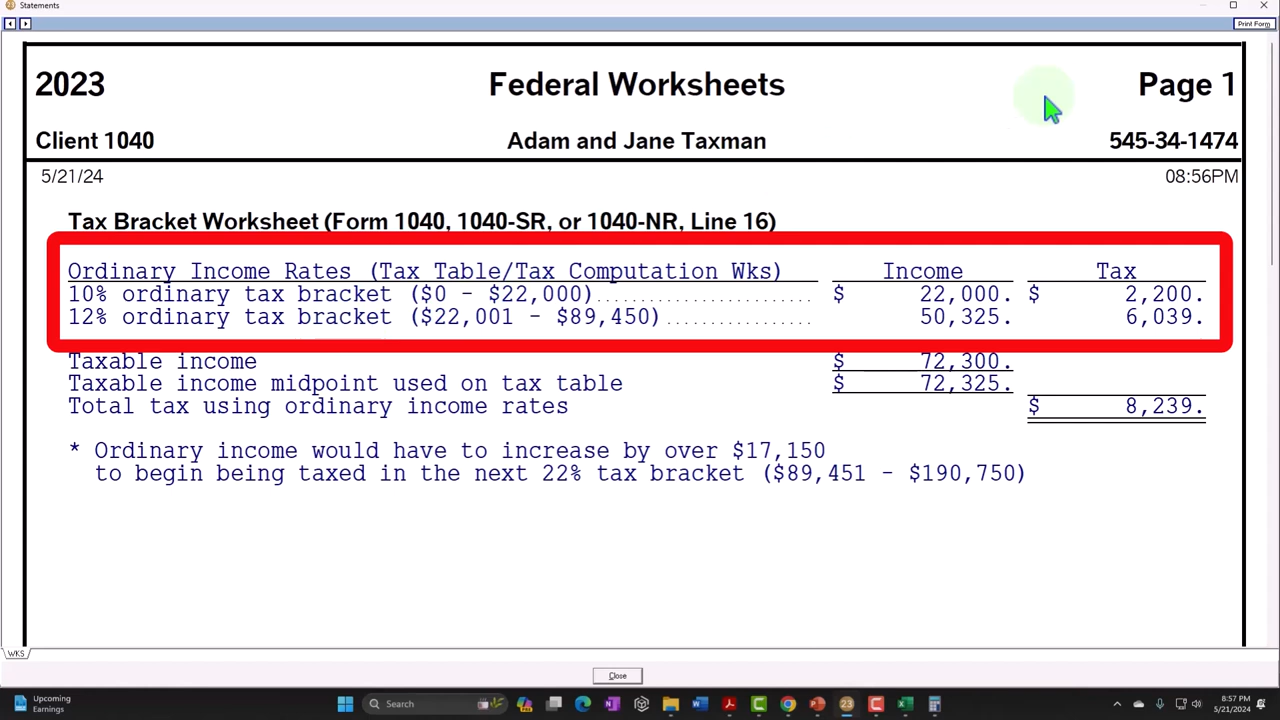 23 Statements
Print Form
2023 Federal Worksheets Page 1
Client 1040 Adam and Jane Taxman 545-34-1474
5/21/24 08:56PM
Tax Bracket Worksheet (Form 1040, 1040-SR, or 1040-NR, Line 16)
Ordinary Income Rates (Tax Table/Tax Computation Wks) Income Tax
10% ordinary tax bracket ($0 - $22,000)........................ $ 22,000. $ 2,200.
12% ordinary tax bracket ($22,001 - $89,450)................ 50,325. 6,039.
Taxable income $ 72,300.
Taxable income midpoint used on tax table $ 72,325.
Total tax using ordinary income rates $ 8,239.
* Ordinary income would have to increase by over $17,150
to begin being taxed in the next 22% tax bracket ($89,451 - $190,750)
WKS
Close
Upcoming
Earnings
Search
PRE
23
8:57 PM
5/21/2024